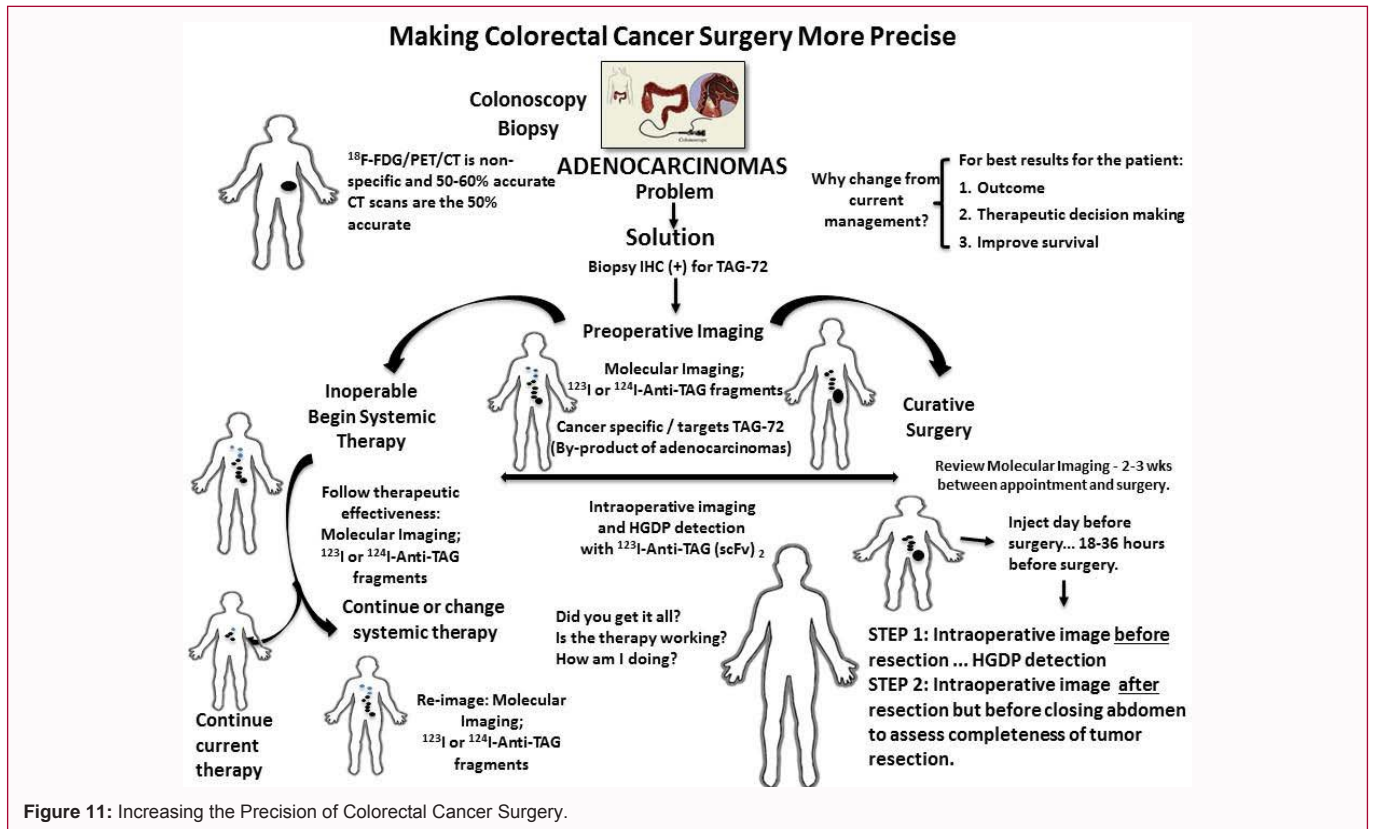 Making Colorectal Cancer Surgery More Precise
Colonoscopy
Biopsy
Colonoscope
ADENOCARCINOMAS
Problem
¹⁸F-FDG/PET/CT is non-
specific and 50-60% accurate
CT scans are the 50%
accurate
Why change from
current
management?
For best results for the patient:
1. Outcome
2. Therapeutic decision making
3. Improve survival
Solution
Biopsy IHC (+) for TAG-72
Preoperative Imaging
Molecular Imaging;
¹²³I or ¹²⁴I-Anti-TAG fragments
Cancer specific / targets TAG-72
(By-product of adenocarcinomas)
Inoperable
Begin Systemic
Therapy
Curative
Surgery
Review Molecular Imaging - 2-3 wks
between appointment and surgery.
Follow therapeutic
effectiveness:
Molecular Imaging;
¹²³I or ¹²⁴I-Anti-TAG
fragments
Intraoperative imaging
and HGDP detection
with ¹²³I-Anti-TAG (scFv) ₂
Inject day before
surgery... 18-36 hours
before surgery.
Continue or change
systemic therapy
Did you get it all?
Is the therapy working?
How am I doing?
STEP 1: Intraoperative image before
resection ... HGDP detection
STEP 2: Intraoperative image after
resection but before closing abdomen
to assess completeness of tumor
resection.
Continue
current
therapy
Re-image: Molecular
Imaging;
¹²³I or ¹²⁴I-Anti-TAG
fragments
Figure 11: Increasing the Precision of Colorectal Cancer Surgery.